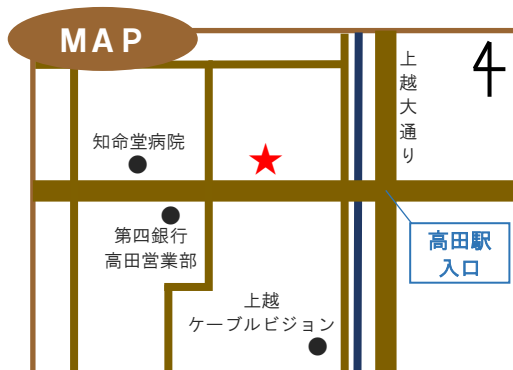 MAP
上越大通り
知命堂病院
第四銀行
高田営業部
高田駅
入口
上越
ケーブルビジョン